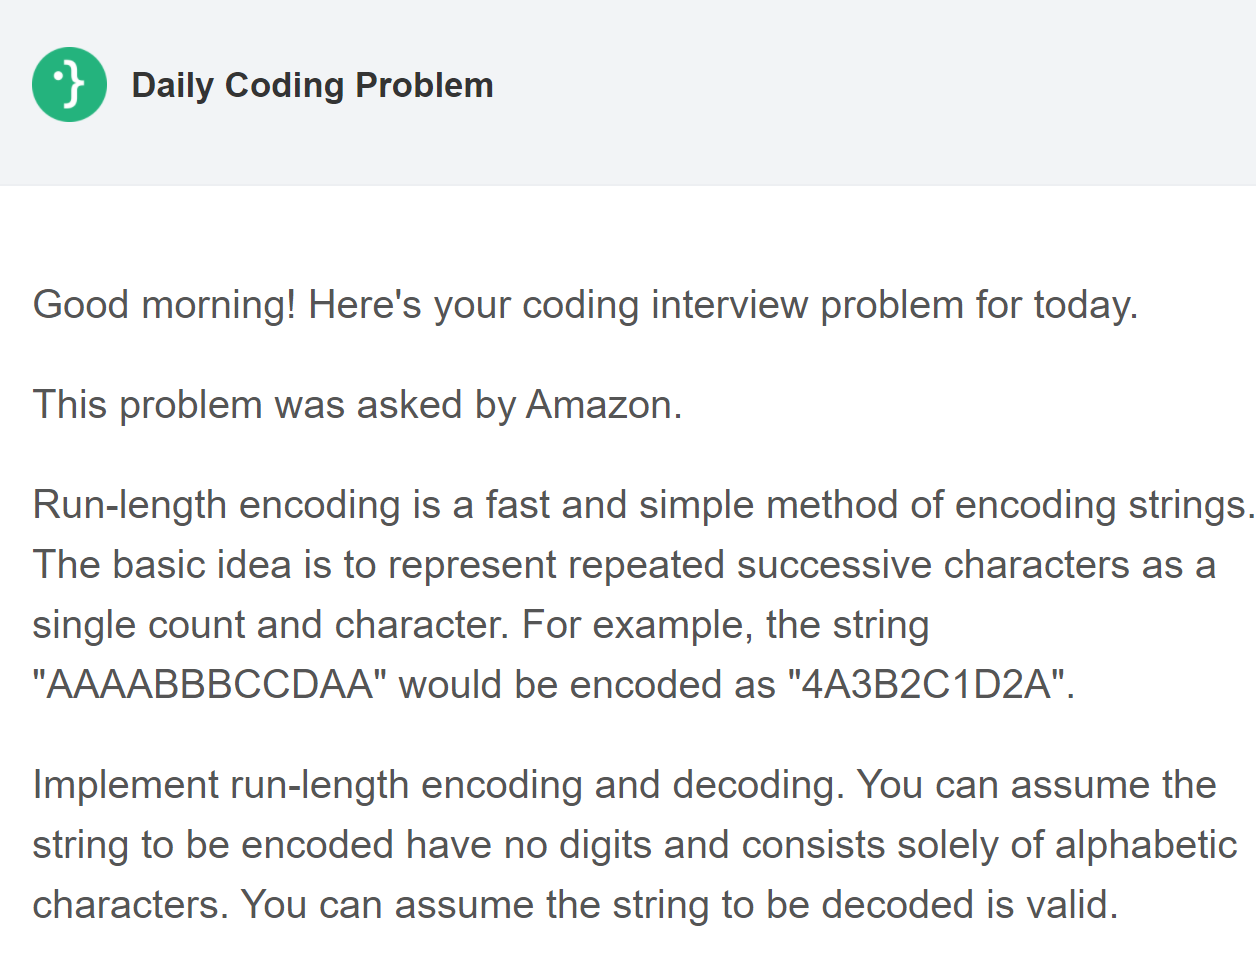 Daily Coding Problem
Good morning! Here's your coding interview problem for today.
This problem was asked by Amazon.
Run-length encoding is a fast and simple method of encoding strings.
The basic idea is to represent repeated successive characters as a
single count and character. For example, the string
"AAAABBBCCDAA" would be encoded as "4A3B2C1D2A".
Implement run-length encoding and decoding. You can assume the
string to be encoded have no digits and consists solely of alphabetic
characters. You can assume the string to be decoded is valid.